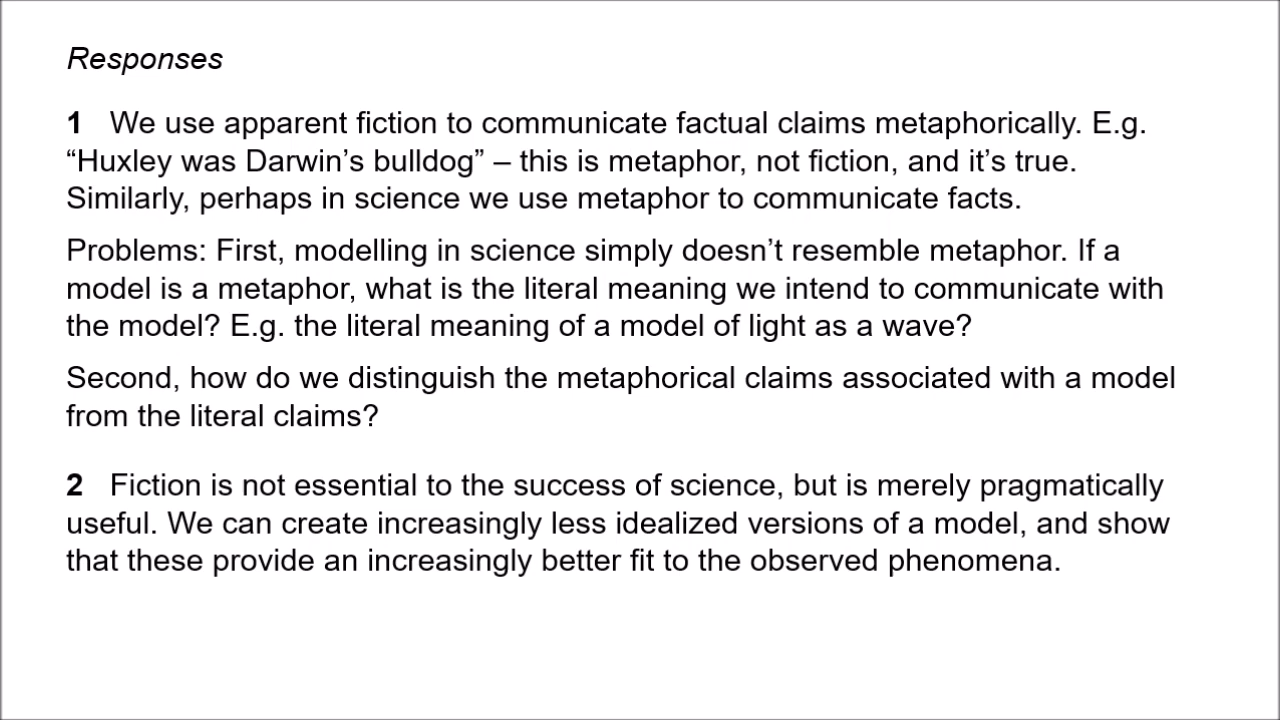 Responses
1 We use apparent fiction to communicate factual claims metaphorically. E.g.
“Huxley was Darwin’s bulldog” – this is metaphor, not fiction, and it’s true.
Similarly, perhaps in science we use metaphor to communicate facts.
Problems: First, modelling in science simply doesn’t resemble metaphor. If a
model is a metaphor, what is the literal meaning we intend to communicate with
the model? E.g. the literal meaning of a model of light as a wave?
Second, how do we distinguish the metaphorical claims associated with a model
from the literal claims?
2 Fiction is not essential to the success of science, but is merely pragmatically
useful. We can create increasingly less idealized versions of a model, and show
that these provide an increasingly better fit to the observed phenomena.